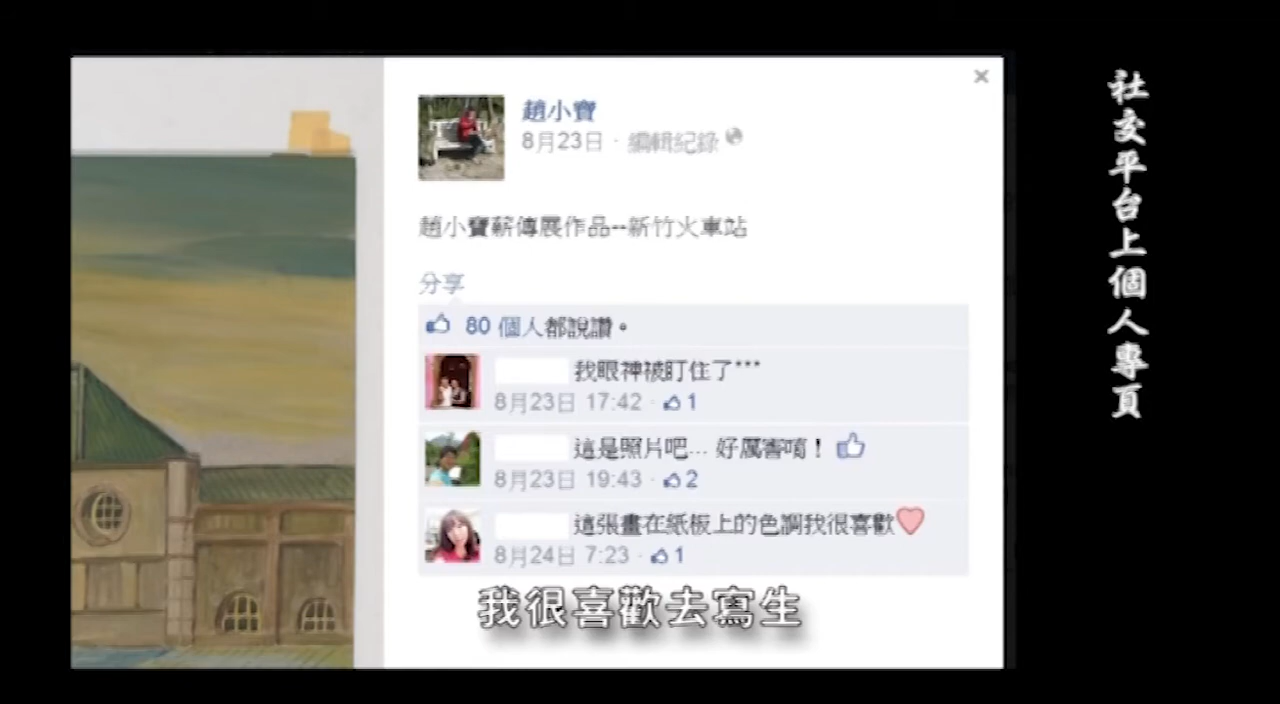 趙小寶
8月23日 · 編輯紀錄
趙小寶薪傳展作品--新竹火車站
分享
80 個人都說讚。
我眼神被盯住了***
8月23日 17:42 · 1
這是照片吧... 好厲害唷！
8月23日 19:43 · 2
這張畫在紙板上的色調我很喜歡
8月24日 7:23 · 1
我很喜歡去寫生
社交平台上個人專頁